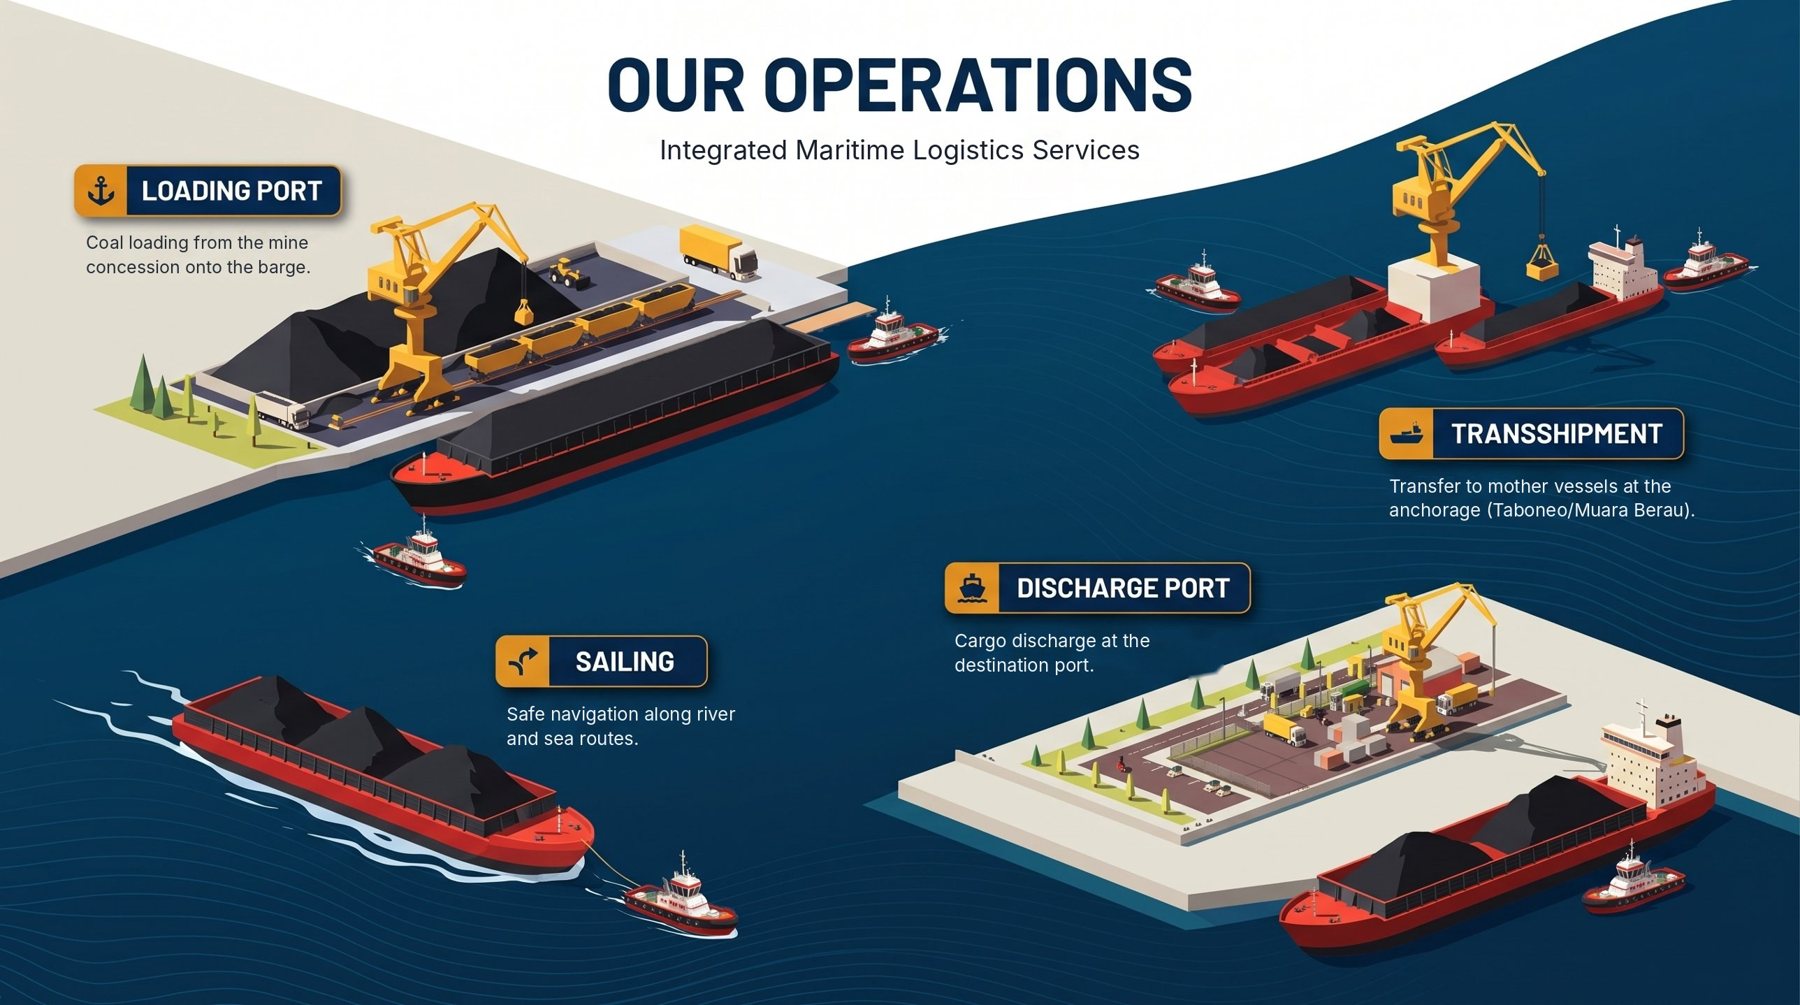 OUR OPERATIONS
Integrated Maritime Logistics Services
LOADING PORT
Coal loading from the mine
concession onto the barge.
TRANSSHIPMENT
Transfer to mother vessels at the
anchorage (Taboneo/Muara Berau).
DISCHARGE PORT
Cargo discharge at the
destination port.
SAILING
Safe navigation along river
and sea routes.